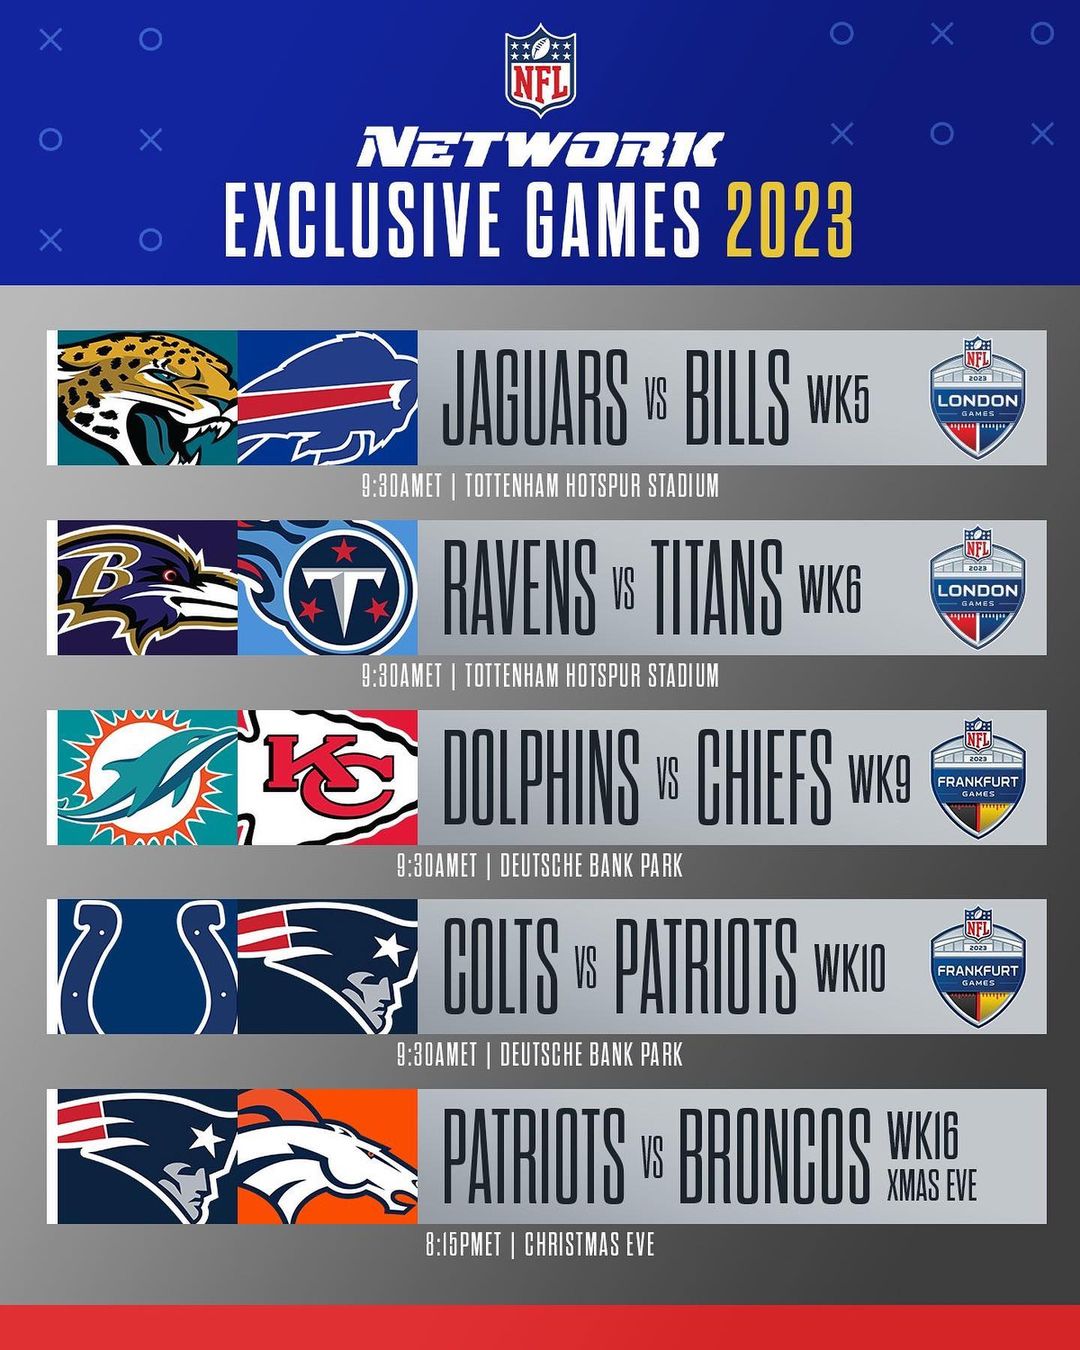 NFL
NETWORK
EXCLUSIVE GAMES 2023
JAGUARS VS BILLS WK5
NFL
2023
LONDON
GAMES
9:30AMET | TOTTENHAM HOTSPUR STADIUM
B
T
RAVENS VS TITANS WK6
NFL
2023
LONDON
GAMES
9:30AMET | TOTTENHAM HOTSPUR STADIUM
KC
DOLPHINS VS CHIEFS WK9
NFL
2023
FRANKFURT
GAMES
9:30AMET | DEUTSCHE BANK PARK
COLTS VS PATRIOTS WK10
NFL
2023
FRANKFURT
GAMES
9:30AMET | DEUTSCHE BANK PARK
PATRIOTS VS BRONCOS WK16
XMAS EVE
8:15PMET | CHRISTMAS EVE